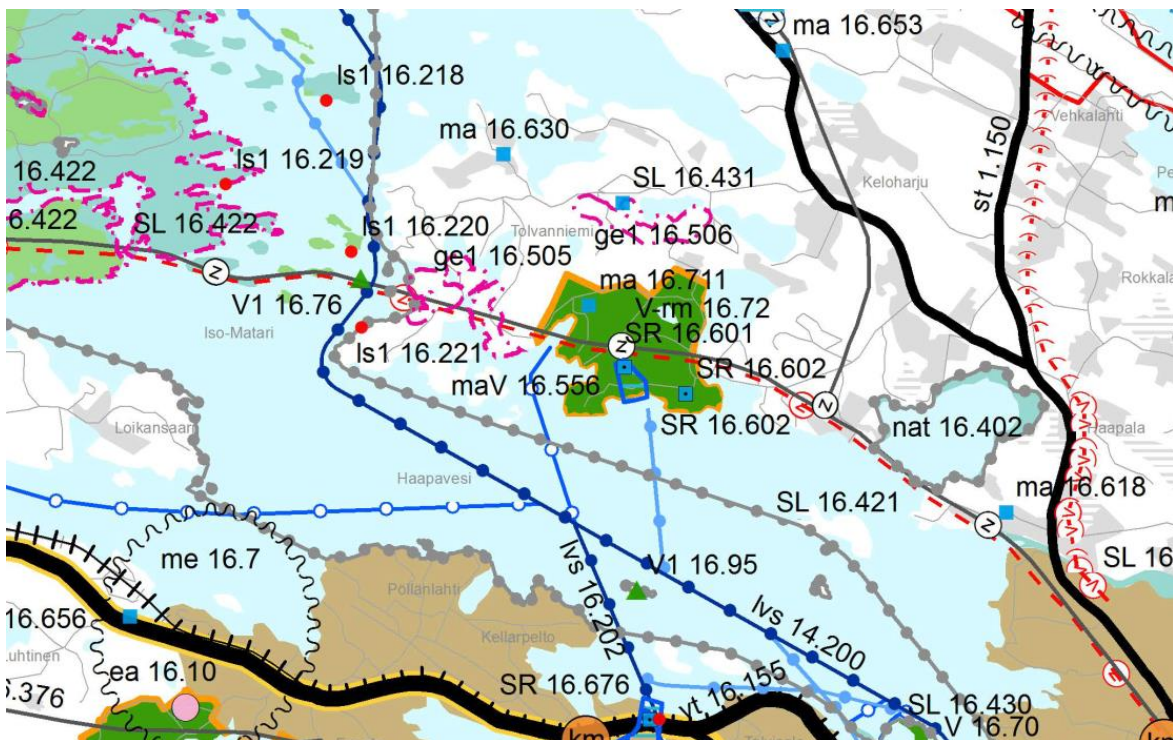 ma 16.653
ls1 16.218
Vehkalahti
ma 16.630
16.422
ls1 16.219
SL 16.431
Keloharju
st 1.150
6.422
SL 16.422
ls1 16.220
Tolvanniemi
ge1 16.506
ge1 16.505
z
ma 16.711
V1 16.76
V-rm 16.72
Iso-Matari
z
SR 16.601
ls1 16.221
SR 16.602
maV 16.556
Loikansaari
SR 16.602
nat 16.402
Haapala
Haapavesi
ma 16.618
SL 16.421
z
me 16.7
V1 16.95
SL 16
Pollanlahti
lvs 16.202
lvs 14.200
16.656
Kellarpelto
ea 16.10
SR 16.676
yt 16.155
SL 16.430
V 16.70
km